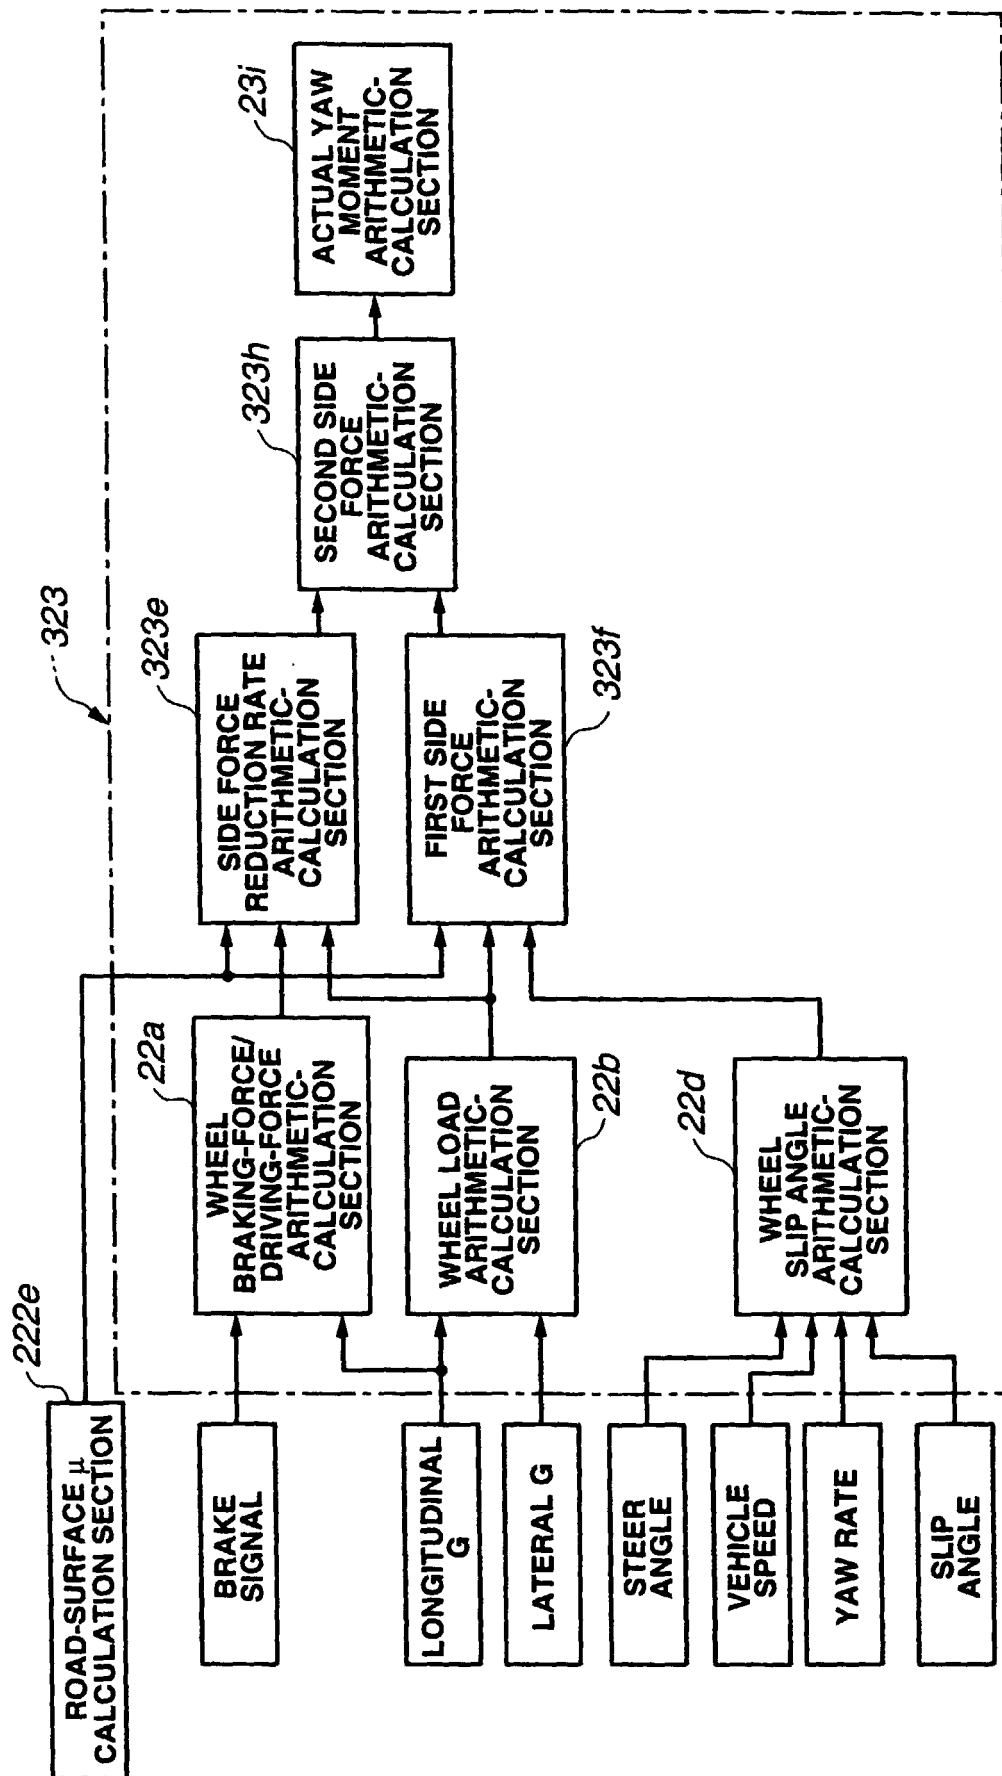 222e
ROAD-SURFACE μ
CALCULATION SECTION
BRAKE
SIGNAL
LONGITUDINAL
G
LATERAL G
STEER
ANGLE
VEHICLE
SPEED
YAW RATE
SLIP
ANGLE
22a
WHEEL
BRAKING-FORCE/
DRIVING-FORCE
ARITHMETIC-
CALCULATION
SECTION
WHEEL LOAD
ARITHMETIC-
CALCULATION
SECTION
22b
22d
WHEEL
SLIP ANGLE
ARITHMETIC-
CALCULATION
SECTION
323
323e
SIDE FORCE
REDUCTION RATE
ARITHMETIC-
CALCULATION
SECTION
FIRST SIDE
FORCE
ARITHMETIC-
CALCULATION
SECTION
323f
323h
SECOND SIDE
FORCE
ARITHMETIC-
CALCULATION
SECTION
23i
ACTUAL YAW
MOMENT
ARITHMETIC-
CALCULATION
SECTION